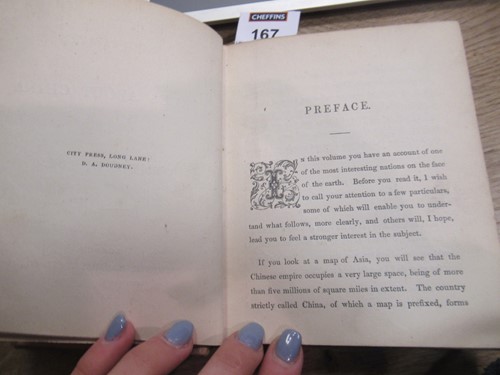 CHEFFINS
167
CITY PRESS, LONG LANE:
D. A. DOUDNEY.
PREFACE.
IN this volume you have an account of one
of the most interesting nations on the face
of the earth. Before you read it, I wish
to call your attention to a few particulars,
some of which will enable you to under-
stand what follows, more clearly, and others will, I hope,
lead you to feel a stronger interest in the subject.
If you look at a map of Asia, you will see that the
Chinese empire occupies a very large space, being of more
than five millions of square miles in extent. The country
strictly called China, of which a map is prefixed, forms